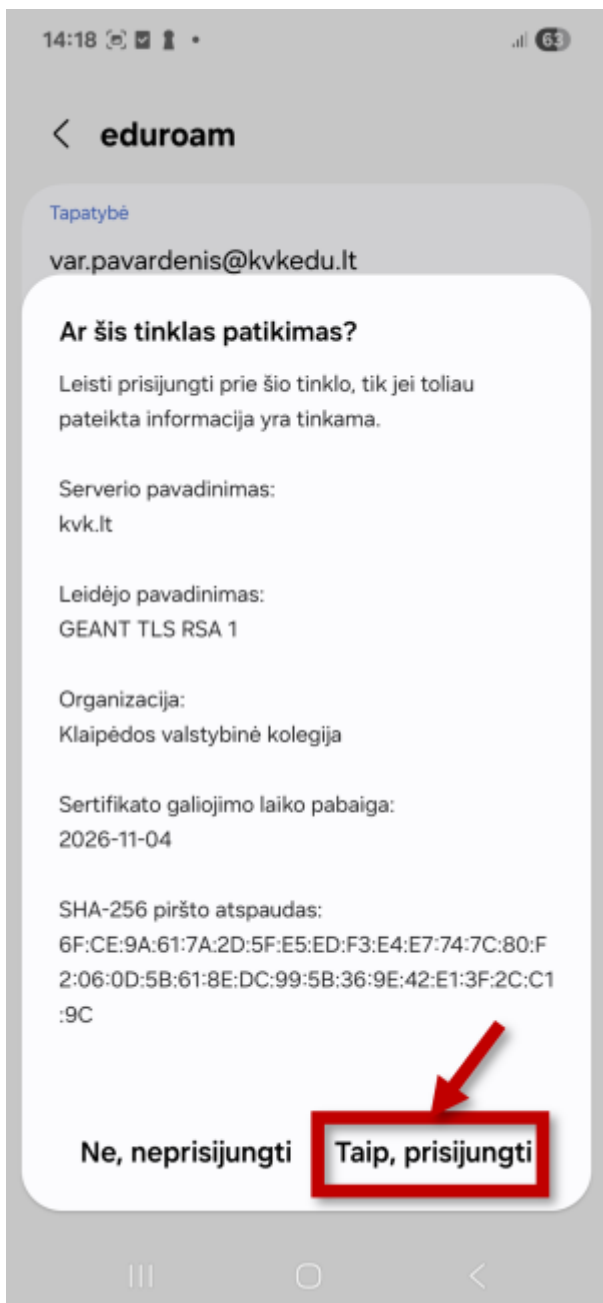 14:18
63
eduroam
Tapatybė
var.pavardenis@kvkedu.lt
Ar šis tinklas patikimas?
Leisti prisijungti prie šio tinklo, tik jei toliau
pateikta informacija yra tinkama.
Serverio pavadinimas:
kvk.lt
Leidėjo pavadinimas:
GEANT TLS RSA 1
Organizacija:
Klaipėdos valstybinė kolegija
Sertifikato galiojimo laiko pabaiga:
2026-11-04
SHA-256 piršto atspaudas:
6F:CE:9A:61:7A:2D:5F:E5:ED:F3:E4:E7:74:7C:80:F
2:06:0D:5B:61:8E:DC:99:5B:36:9E:42:E1:3F:2C:C1
:9C
Ne, neprisijungti Taip, prisijungti